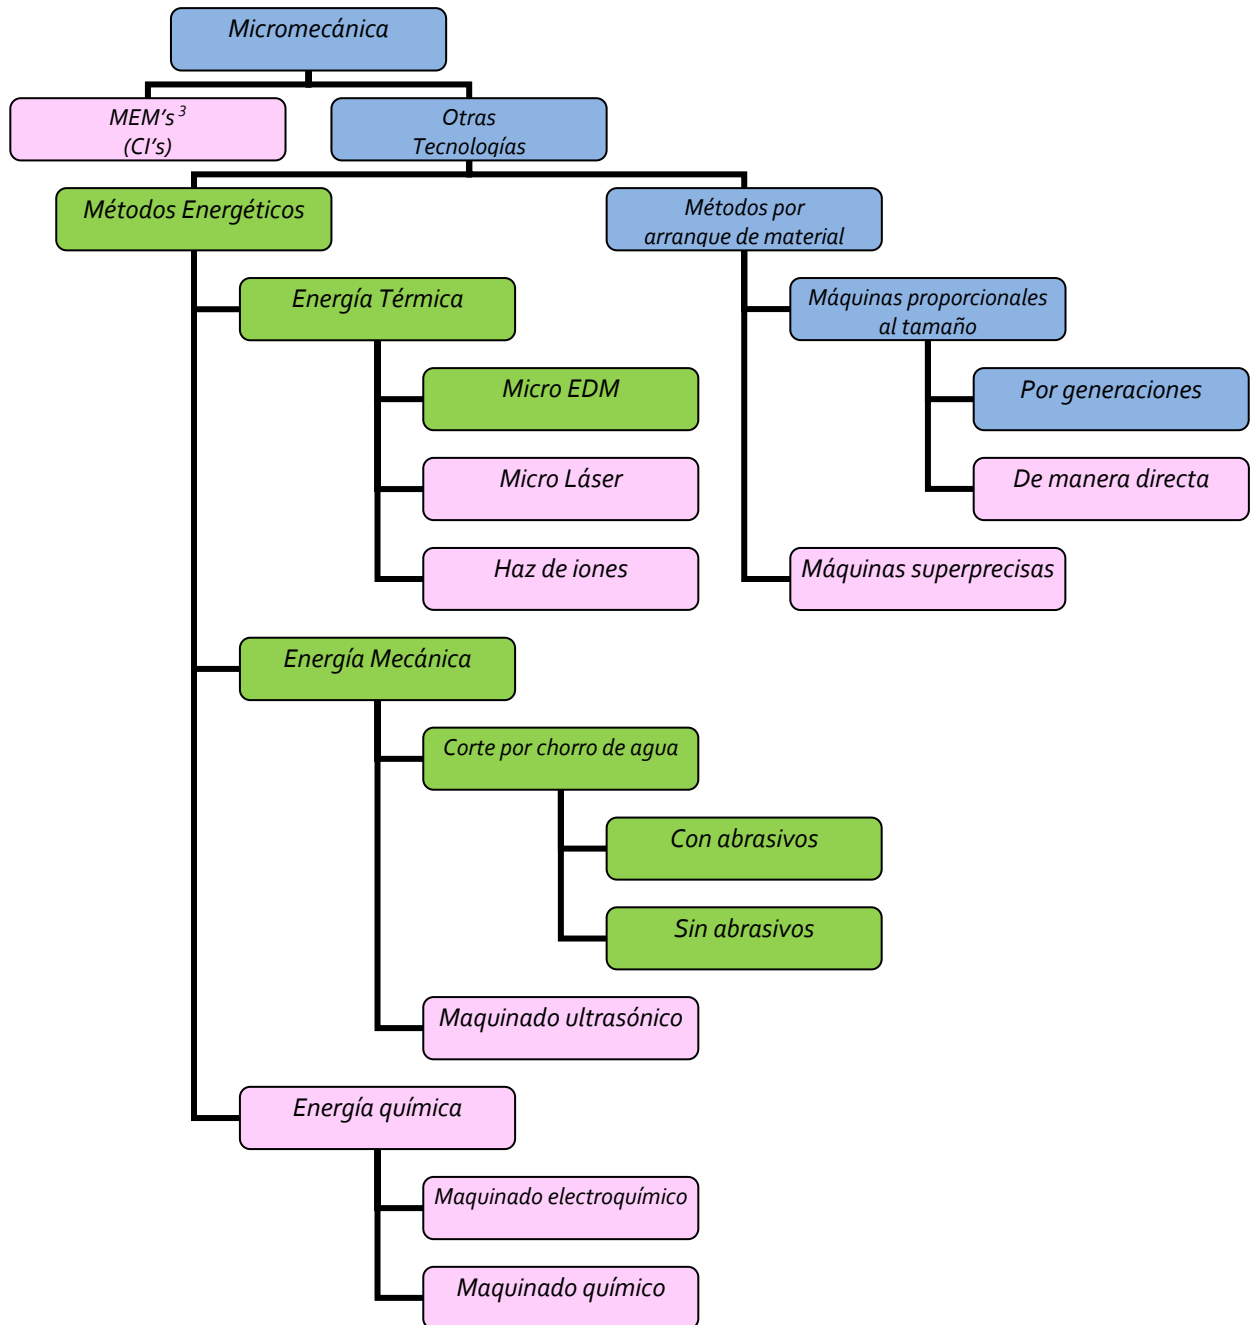 Micromecánica
MEM's ³
(CI's)
Otras
Tecnologías
Métodos Energéticos
Métodos por
arranque de material
Energía Térmica
Máquinas proporcionales
al tamaño
Micro EDM
Por generaciones
Micro Láser
De manera directa
Haz de iones
Máquinas superprecisas
Energía Mecánica
Corte por chorro de agua
Con abrasivos
Sin abrasivos
Maquinado ultrasónico
Energía química
Maquinado electroquímico
Maquinado químico